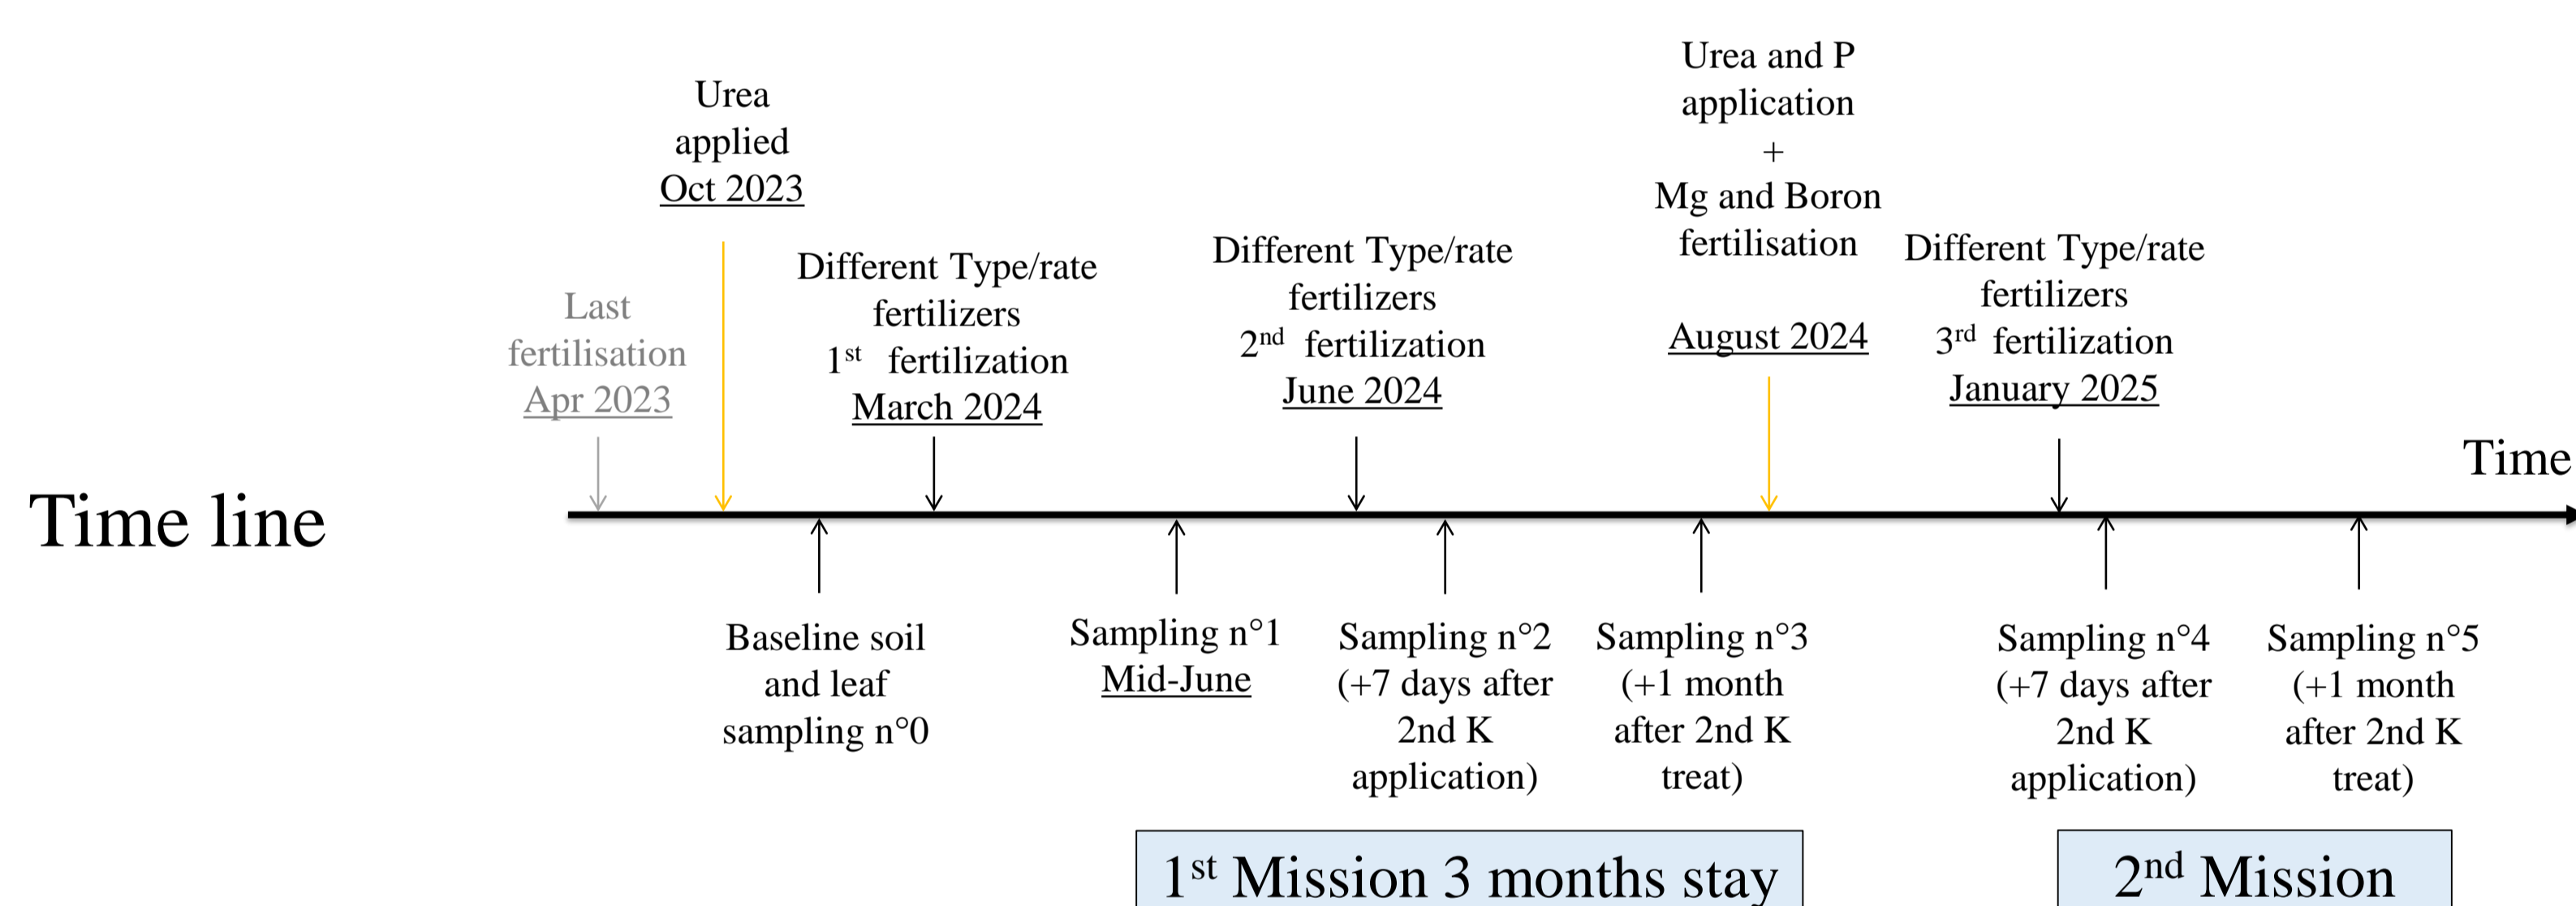 Urea
applied
Oct 2023
Urea and P
application
+
Mg and Boron
fertilisation
August 2024
Last
fertilisation
Apr 2023
Different Type/rate
fertilizers
1st fertilization
March 2024
Different Type/rate
fertilizers
2nd fertilization
June 2024
Different Type/rate
fertilizers
3rd fertilization
January 2025
Time
Time line
Baseline soil
and leaf
sampling n°0
Sampling n°1
Mid-June
Sampling n°2
(+7 days after
2nd K
application)
Sampling n°3
(+1 month
after 2nd K
treat)
Sampling n°4
(+7 days after
2nd K
application)
Sampling n°5
(+1 month
after 2nd K
treat)
1st Mission 3 months stay
2nd Mission